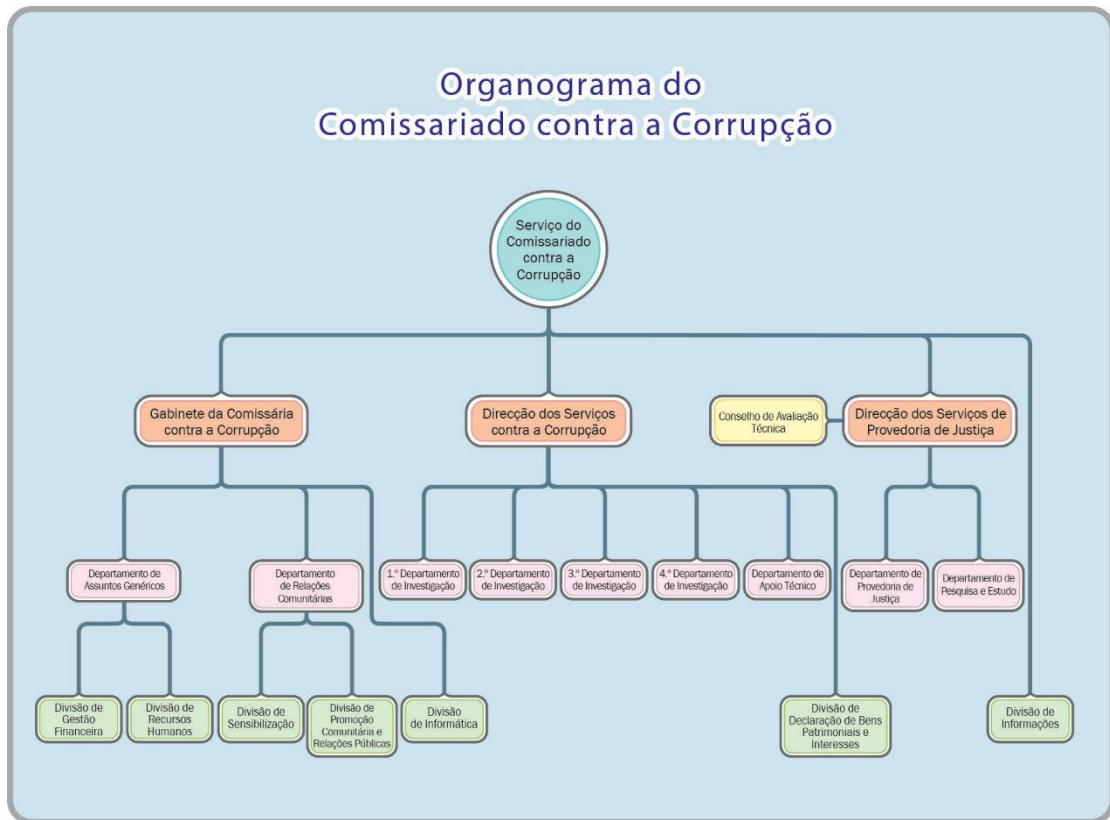 Organograma do
Comissariado contra a Corrupção
Serviço do
Comissariado
contra a
Corrupção
Gabinete da Comissária
contra a Corrupção
Direcção dos Serviços
contra a Corrupção
Conselho de Avaliação
Técnica
Direcção dos Serviços de
Provedoria de Justiça
Departamento de
Assuntos Genéricos
Departamento
de Relações
Comunitárias
1.º Departamento
de Investigação
2.º Departamento
de Investigação
3.º Departamento
de Investigação
4.º Departamento
de Investigação
Departamento de
Apoio Técnico
Departamento de
Provedoria de
Justiça
Departamento de
Pesquisa e Estudo
Divisão de
Gestão
Financeira
Divisão de
Recursos
Humanos
Divisão de
Sensibilização
Divisão de
Promoção
Comunitária e
Relações Públicas
Divisão
de Informática
Divisão de
Declaração de Bens
Patrimoniais e
Interesses
Divisão de
Informações